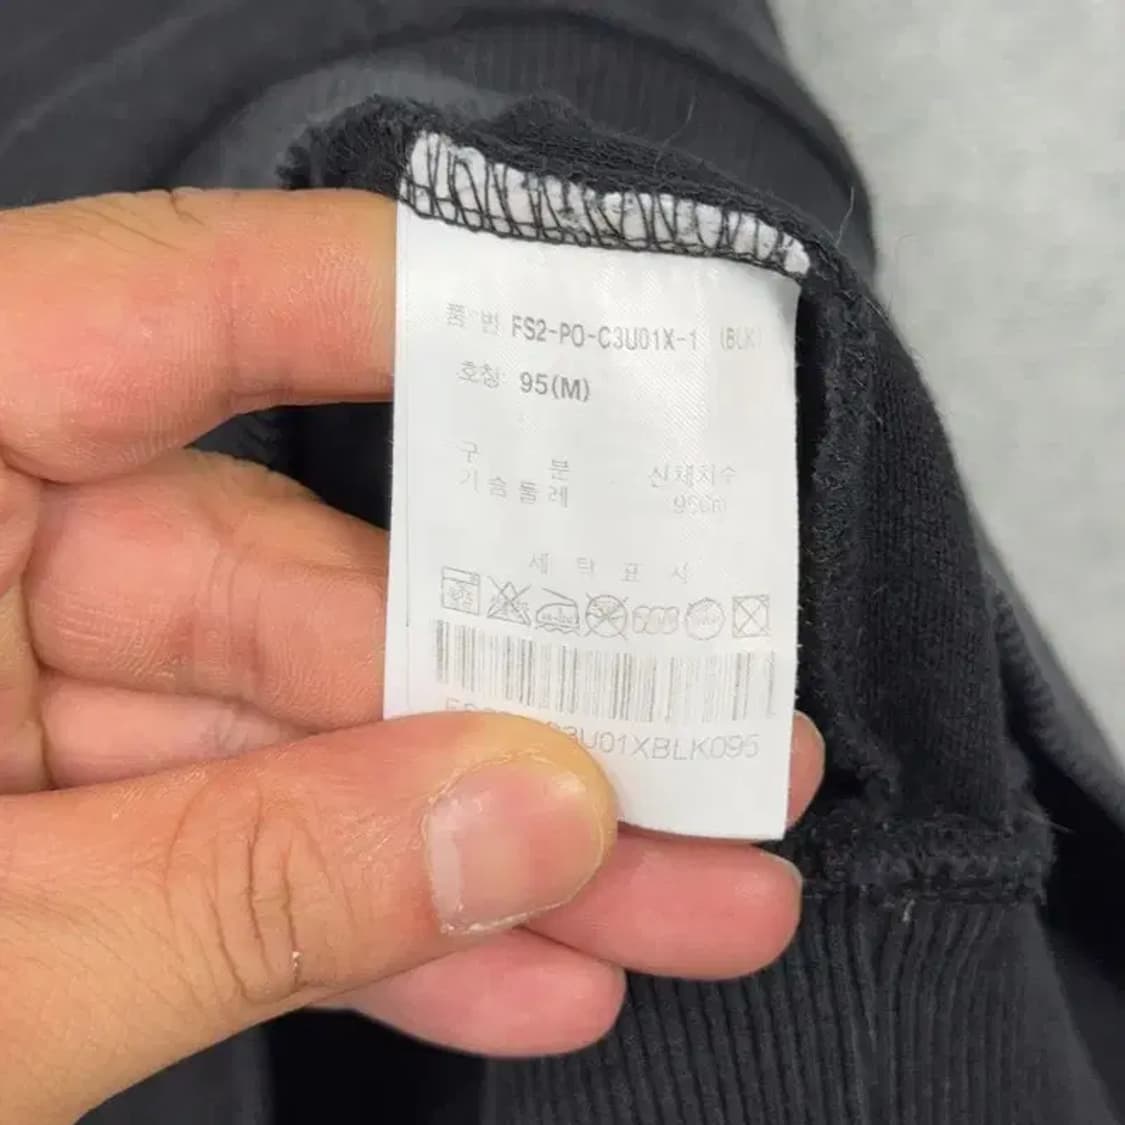 품 번 FS2-PO-C3U01X-1 (BLK)
호칭 95(M)
구 분 신체치수
가슴둘레 95cm
세 탁 표 시
3U01XBLK095